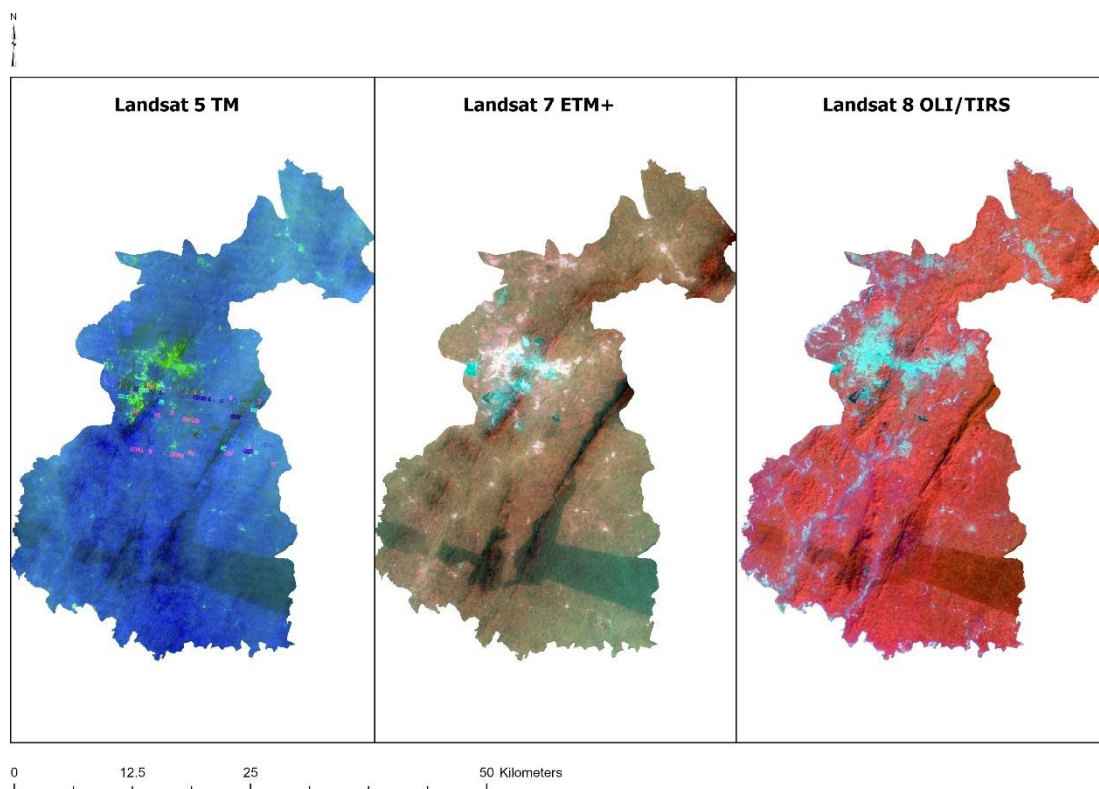 N
Landsat 5 TM
Landsat 7 ETM+
Landsat 8 OLI/TIRS
0 12.5 25 50 Kilometers